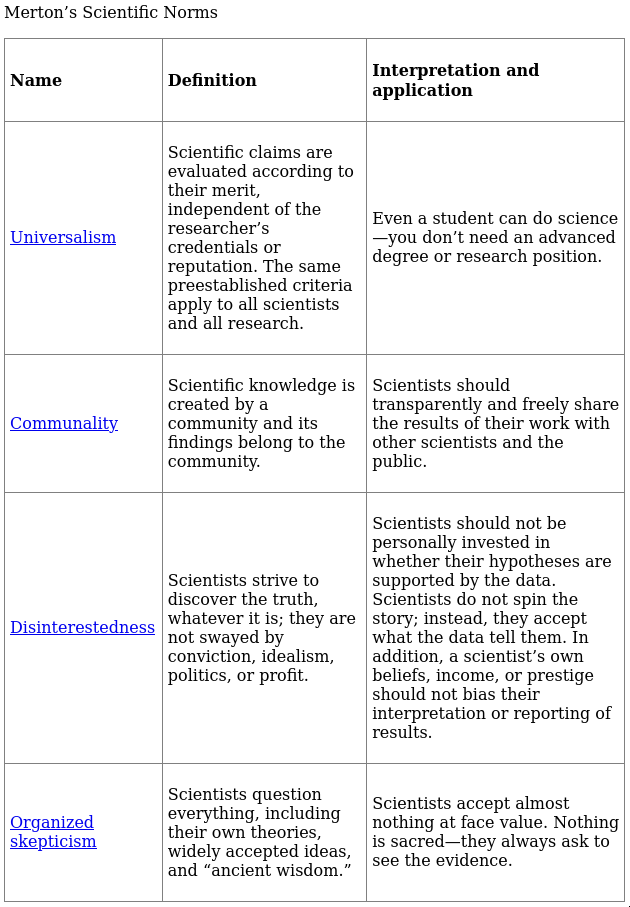 Merton’s Scientific Norms
Name
Definition
Interpretation and
application
Universalism
Scientific claims are
evaluated according to
their merit,
independent of the
researcher’s
credentials or
reputation. The same
preestablished criteria
apply to all scientists
and all research.
Even a student can do science
—you don’t need an advanced
degree or research position.
Communality
Scientific knowledge is
created by a
community and its
findings belong to the
community.
Scientists should
transparently and freely share
the results of their work with
other scientists and the
public.
Disinterestedness
Scientists strive to
discover the truth,
whatever it is; they are
not swayed by
conviction, idealism,
politics, or profit.
Scientists should not be
personally invested in
whether their hypotheses are
supported by the data.
Scientists do not spin the
story; instead, they accept
what the data tell them. In
addition, a scientist’s own
beliefs, income, or prestige
should not bias their
interpretation or reporting of
results.
Organized
skepticism
Scientists question
everything, including
their own theories,
widely accepted ideas,
and “ancient wisdom.”
Scientists accept almost
nothing at face value. Nothing
is sacred—they always ask to
see the evidence.